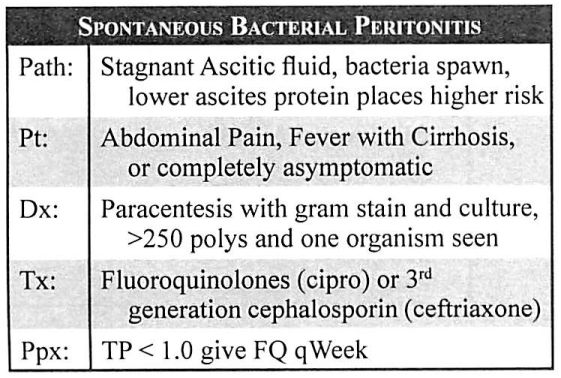 SPONTANEOUS BACTERIAL PERITONITIS
Path: Stagnant Ascitic fluid, bacteria spawn,
lower ascites protein places higher risk
Pt: Abdominal Pain, Fever with Cirrhosis,
or completely asymptomatic
Dx: Paracentesis with gram stain and culture,
>250 polys and one organism seen
Tx: Fluoroquinolones (cipro) or 3rd
generation cephalosporin (ceftriaxone)
Ppx: TP < 1.0 give FQ qWeek